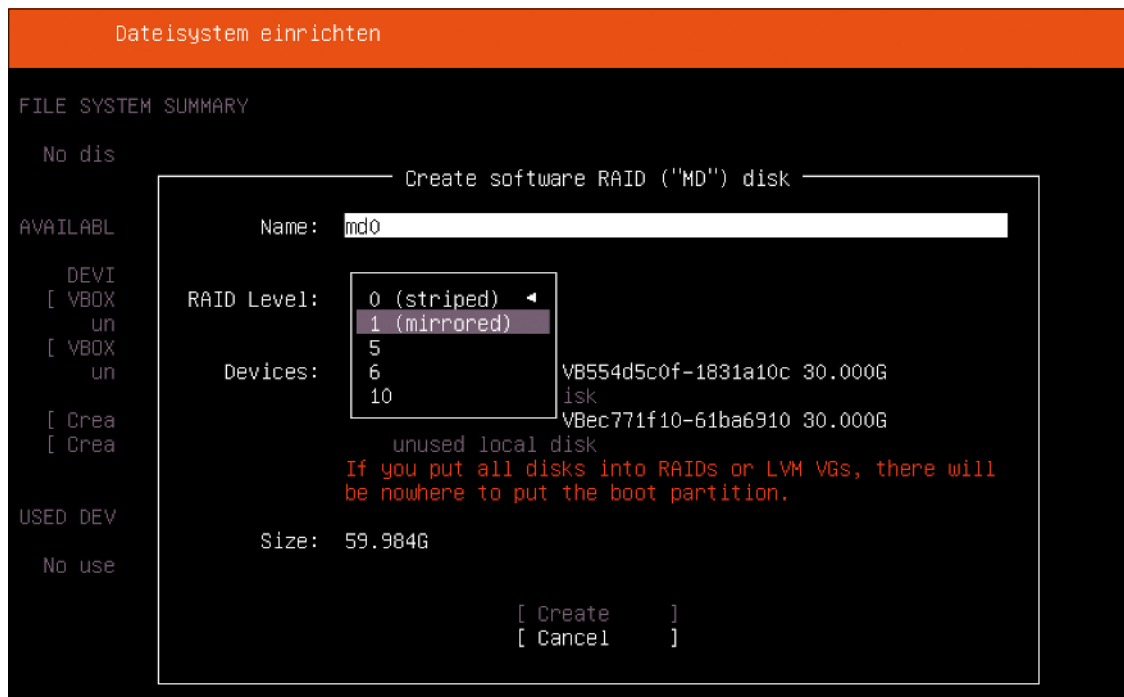 Dateisystem einrichten
FILE SYSTEM SUMMARY
No dis
Create software RAID ("MD") disk
AVAILABL
Name: md0
DEVI
[ VBOX
RAID Level: 0 (striped) ◄
un
1 (mirrored)
[ VBOX
5
un
Devices: 6 VB554d5c0f-1831a10c 30.000G
10 isk
[ Crea
VBec771f10-61ba6910 30.000G
[ Crea
unused local disk
If you put all disks into RAIDs or LVM VGs, there will
be nowhere to put the boot partition.
USED DEV
Size: 59.984G
No use
[ Create ]
[ Cancel ]